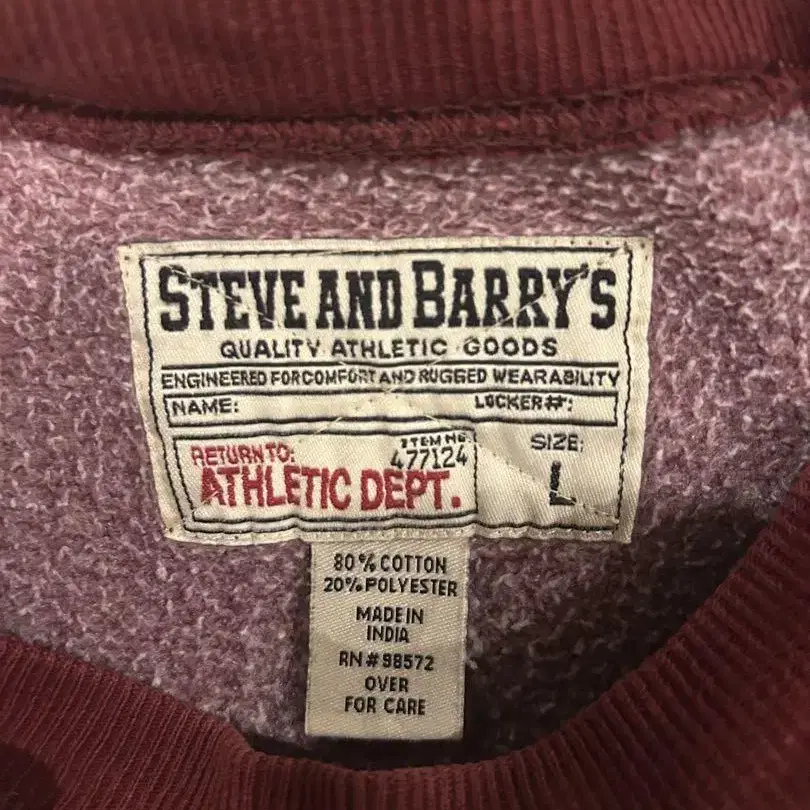 STEVE AND BARRY'S
QUALITY ATHLETIC GOODS
ENGINEERED FOR COMFORT AND RUGGED WEARABILITY
NAME: LOCKER#:
RETURN TO: ITEM NO. SIZE:
477124
ATHLETIC DEPT. L
80% COTTON
20% POLYESTER
MADE IN
INDIA
RN #98572
OVER
FOR CARE